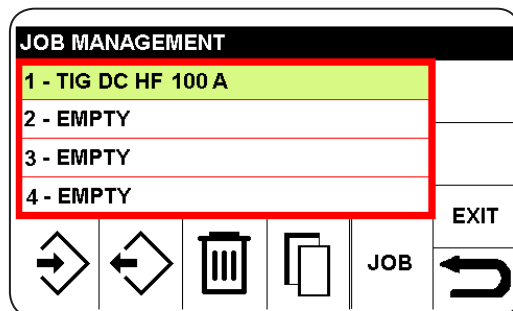 JOB MANAGEMENT
1 - TIG DC HF 100 A
2 - EMPTY
3 - EMPTY
4 - EMPTY
EXIT
JOB